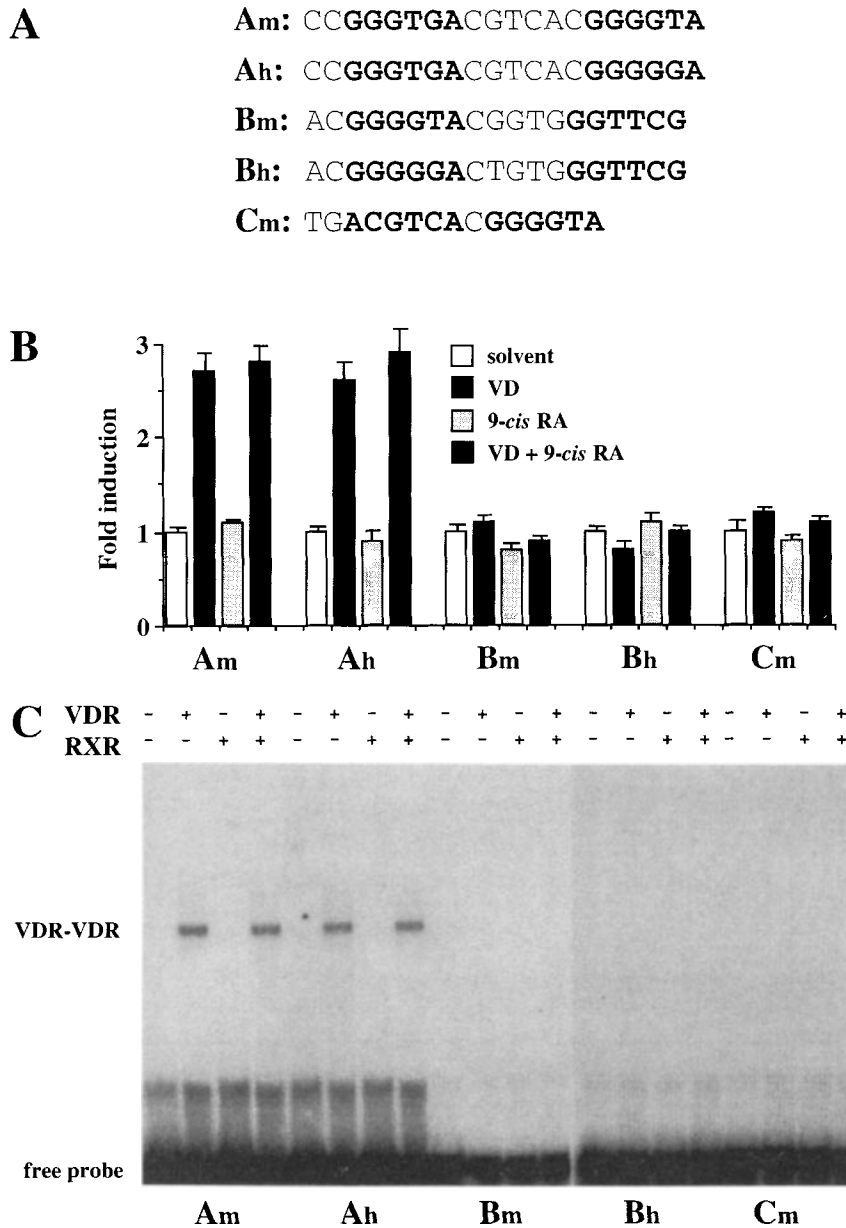 A
Am: CCGGGTGACGTCACGGGGTA
Ah: CCGGGTGACGTCACGGGGGA
Bm: ACGGGGTACGGTGGGTTCG
Bh: ACGGGGGACTGTGGGTTCG
Cm: TGACGTCACGGGGTA
B
Fold induction
3
2
1
0
solvent
VD
9-cis RA
VD + 9-cis RA
Am Ah Bm Bh Cm
C
VDR - + - + - + - + - + - + - + - + - + - +
RXR - - + + - - + + - - + + - - + + - - + +
VDR-VDR
free probe
Am Ah Bm Bh Cm